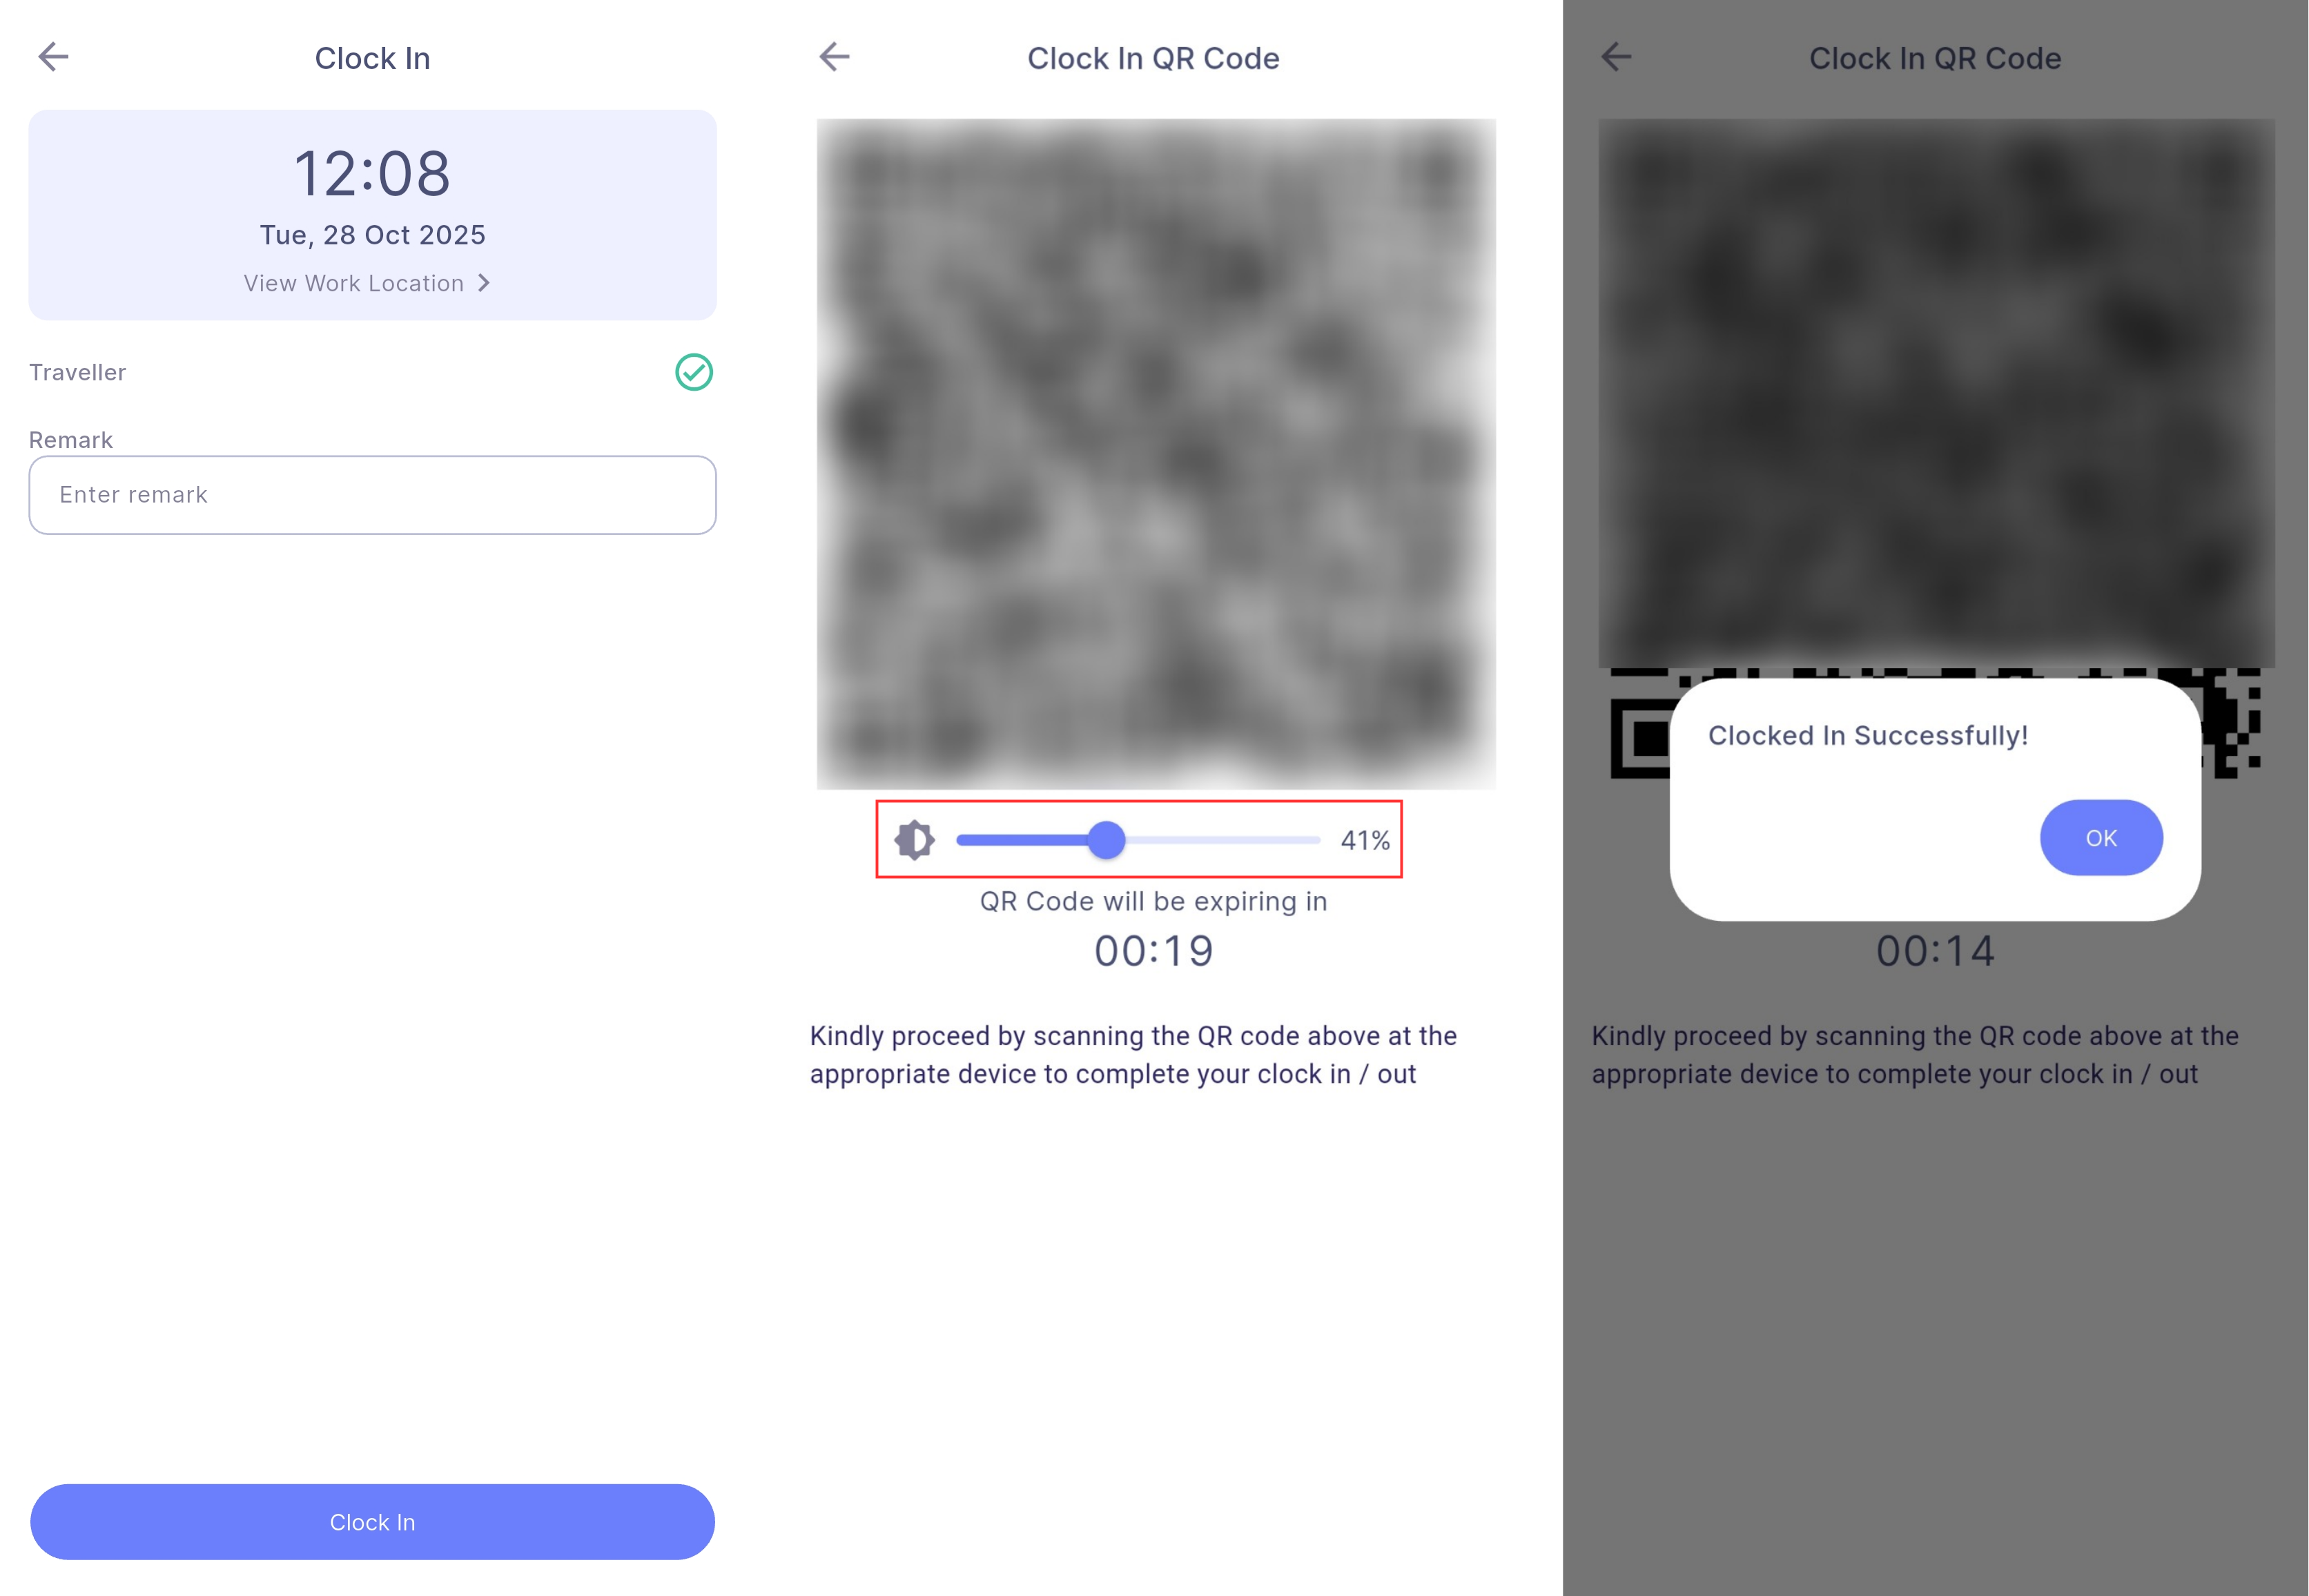 Clock In
12:08
Tue, 28 Oct 2025
View Work Location
Traveller
Remark
Enter remark
Clock In
Clock In QR Code
41%
QR Code will be expiring in
00:19
Kindly proceed by scanning the QR code above at the
appropriate device to complete your clock in / out
Clock In QR Code
Clocked In Successfully!
OK
00:14
Kindly proceed by scanning the QR code above at the
appropriate device to complete your clock in / out